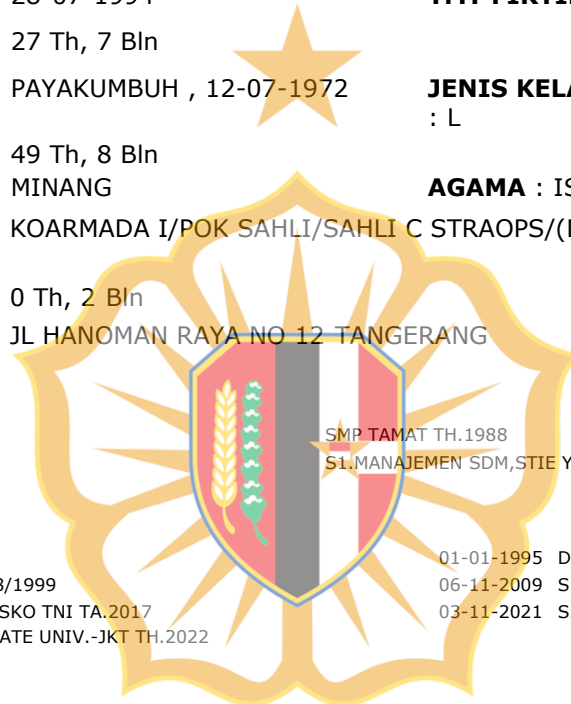 27 Th, 7 Bln
PAYAKUMBUH , 12-07-1972 JENIS
: L
49 Th, 8 Bln
MINANG AGAMA :
KOARMADA I/POK SAHLI/SAHLI C STRAOPS/
0 Th, 2 Bln
JL HANOMAN RAYA NO 12 TANGERANG
SMP TAMAT TH.1988
S1.MANAJEMEN SDM,STIE Y
01-01-1995 D
/1999 06-11-2009 S
SKO TNI TA.2017 03-11-2021 S
ATE UNIV.-JKT TH.2022